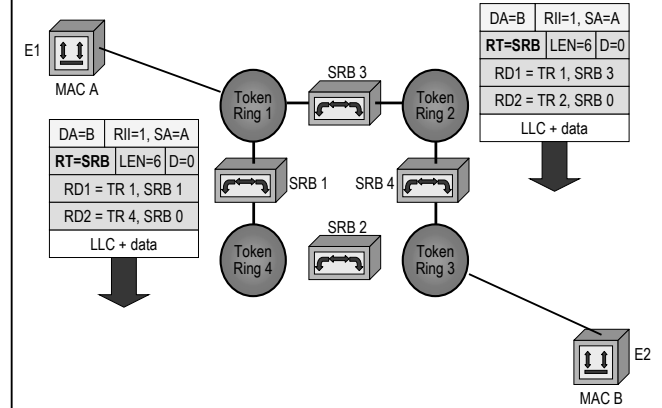 DA=B RII=1, SA=A
RT=SRB LEN=6 D=0
RD1 = TR 1, SRB 3
RD2 = TR 2, SRB 0
LLC + data
E1
MAC A
SRB 3
Token
Ring 1
Token
Ring 2
DA=B RII=1, SA=A
RT=SRB LEN=6 D=0
RD1 = TR 1, SRB 1
RD2 = TR 4, SRB 0
LLC + data
SRB 1
SRB 4
SRB 2
Token
Ring 4
Token
Ring 3
E2
MAC B